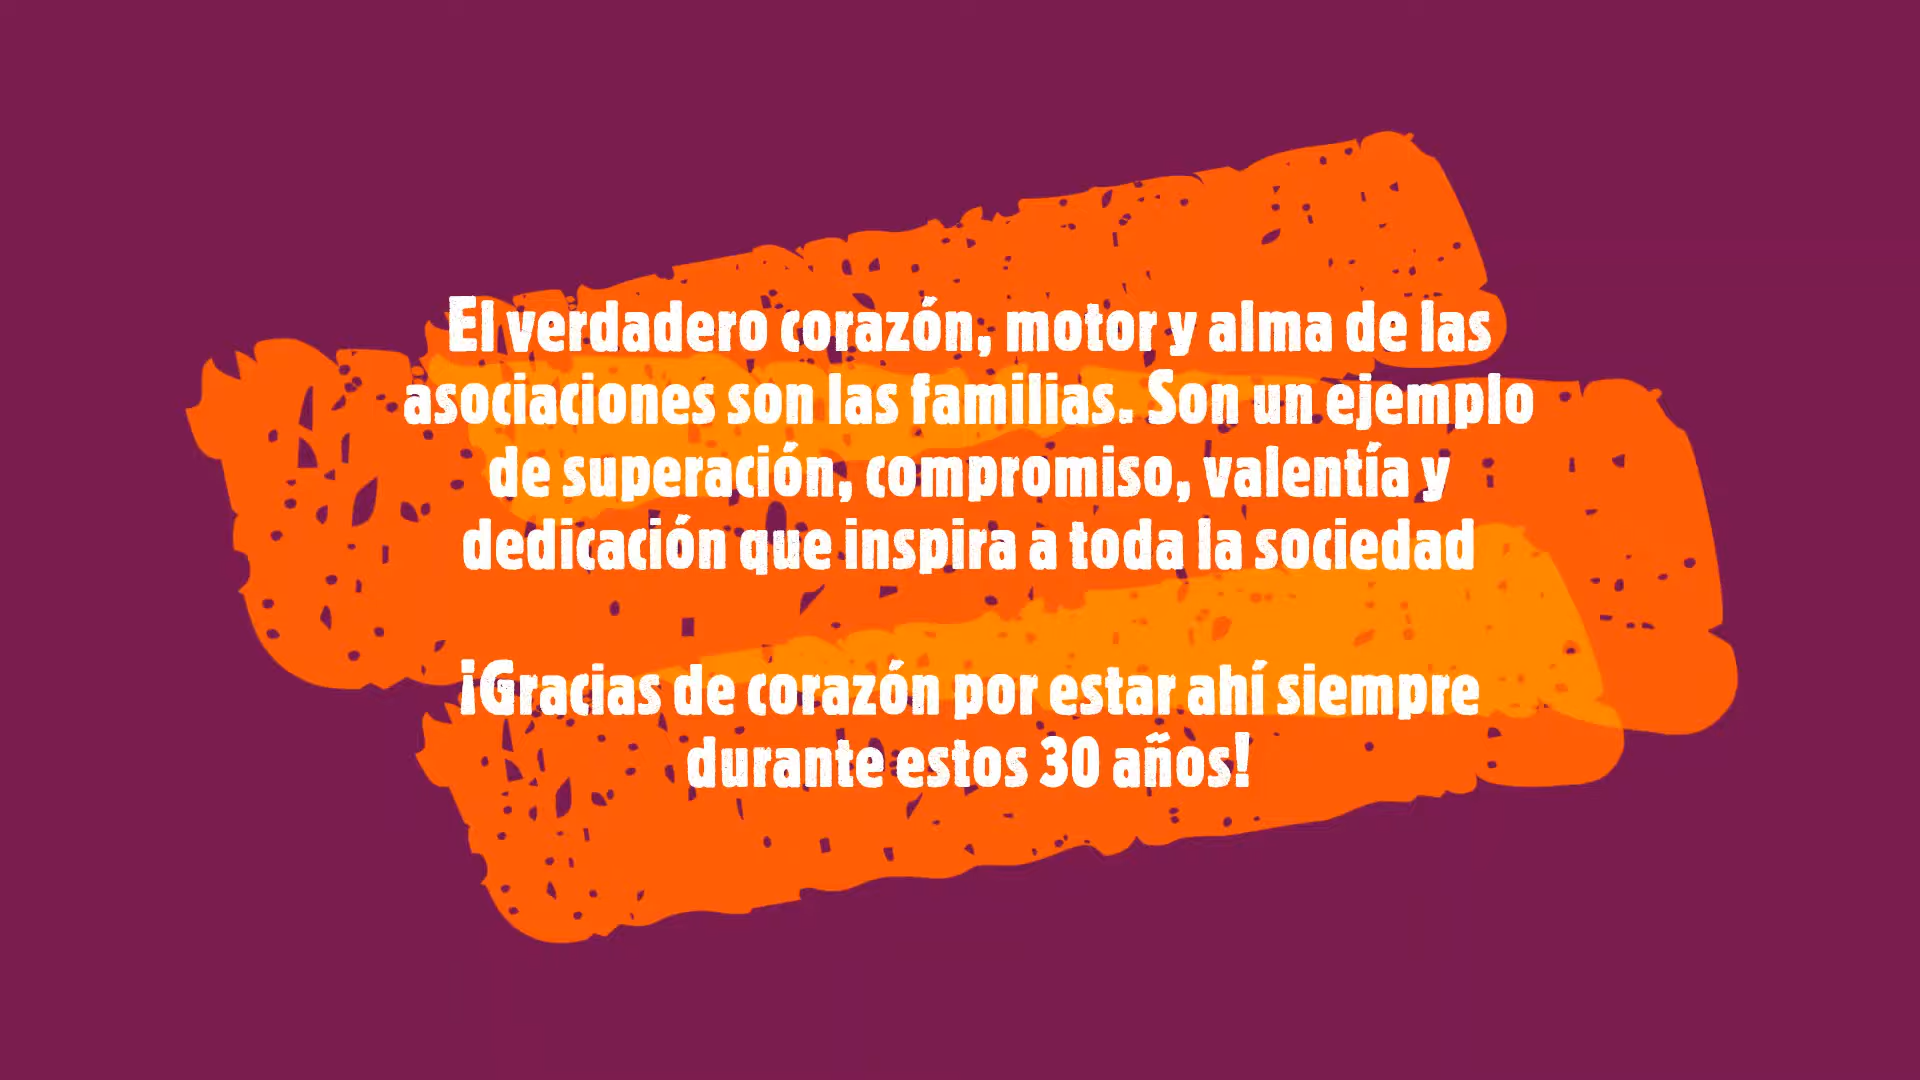 El verdadero corazón, motor y alma de las
asociaciones son las familias. Son un ejemplo
de superación, compromiso, valentía y
dedicación que inspira a toda la sociedad
¡Gracias de corazón por estar ahí siempre
durante estos 30 años!